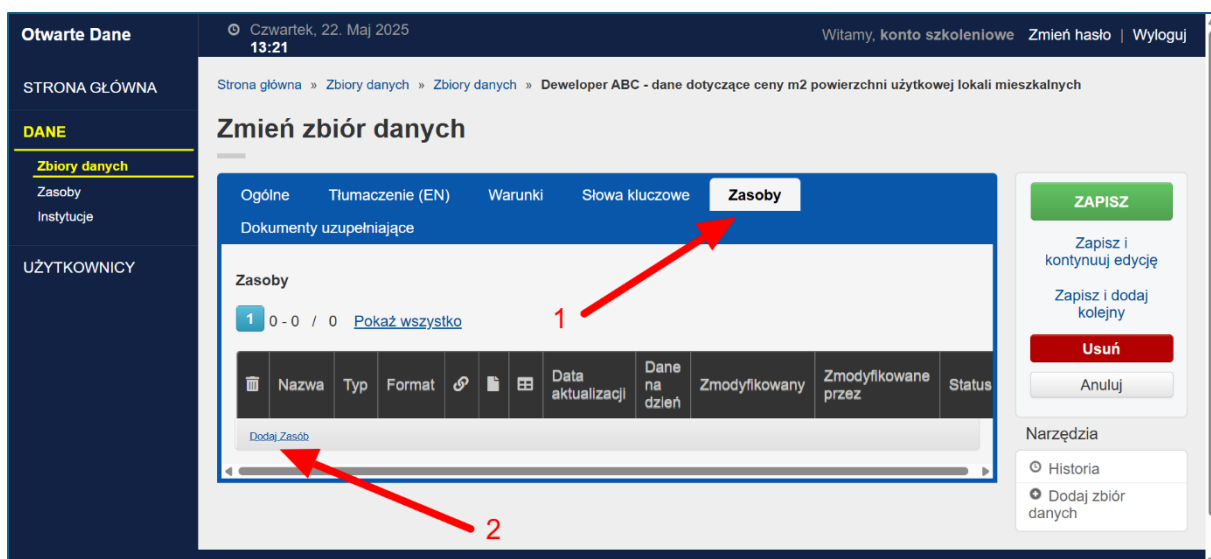 Otwarte Dane
Czwartek, 22. Maj 2025
13:21
Witamy, konto szkoleniowe Zmień hasło | Wyloguj
STRONA GŁÓWNA
DANE
Zbiory danych
Zasoby
Instytucje
UŻYTKOWNICY
Strona główna » Zbiory danych » Zbiory danych » Deweloper ABC - dane dotyczące ceny m2 powierzchni użytkowej lokali mieszkalnych
Zmień zbiór danych
Ogólne Tłumaczenie (EN) Warunki Słowa kluczowe Zasoby
Dokumenty uzupełniające
Zasoby
1 0 - 0 / 0 Pokaż wszystko
1
Nazwa Typ Format Data aktualizacji Dane na dzień Zmodyfikowany Zmodyfikowane przez Status
Dodaj Zasób
2
ZAPISZ
Zapisz i
kontynuuj edycję
Zapisz i dodaj
kolejny
Usuń
Anuluj
Narzędzia
Historia
Dodaj zbiór
danych